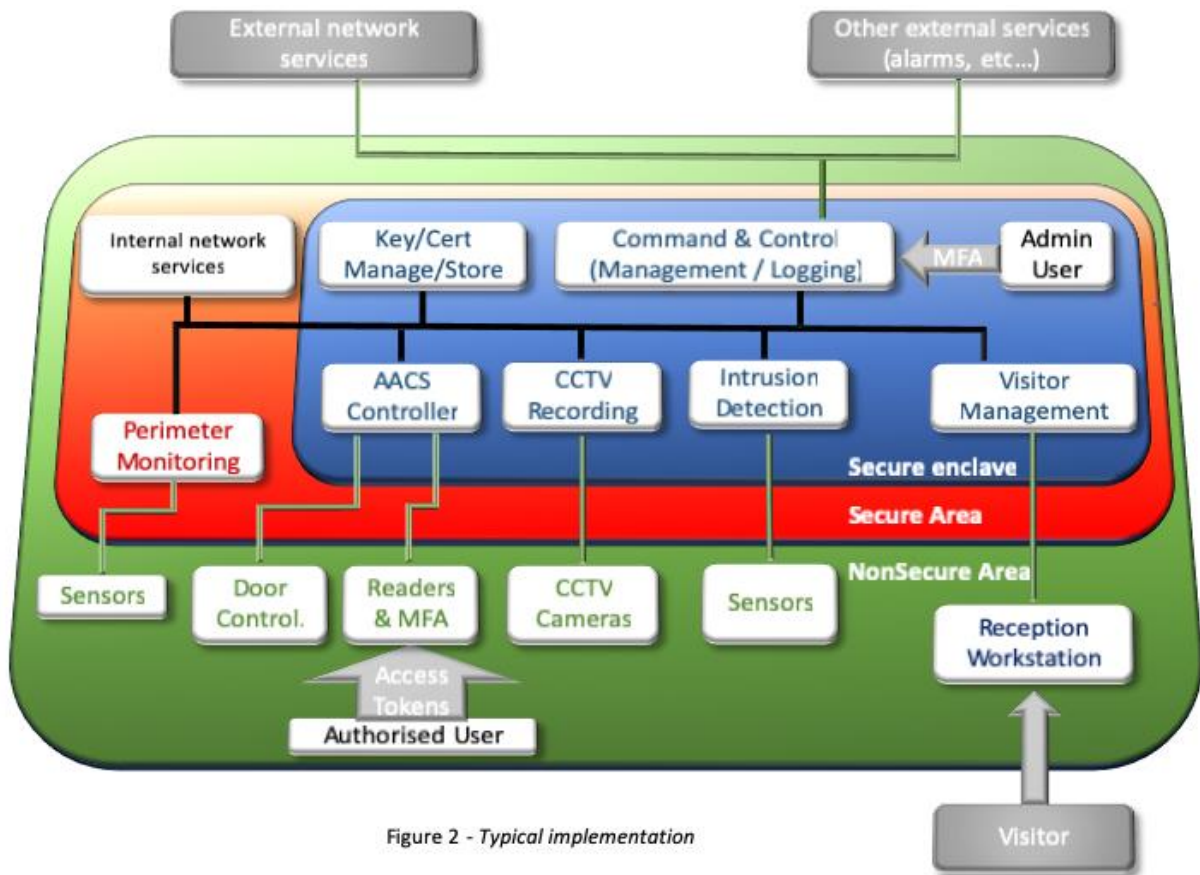 External network
services
Other external services
(alarms, etc...)
Internal network
services
Key/Cert
Manage/Store
Command & Control
(Management / Logging)
MFA
Admin
User
AACS
Controller
CCTV
Recording
Intrusion
Detection
Visitor
Management
Perimeter
Monitoring
Secure enclave
Secure Area
NonSecure Area
Sensors
Door
Control.
Readers
& MFA
CCTV
Cameras
Sensors
Reception
Workstation
Access
Tokens
Authorised User
Visitor
Figure 2 - Typical implementation